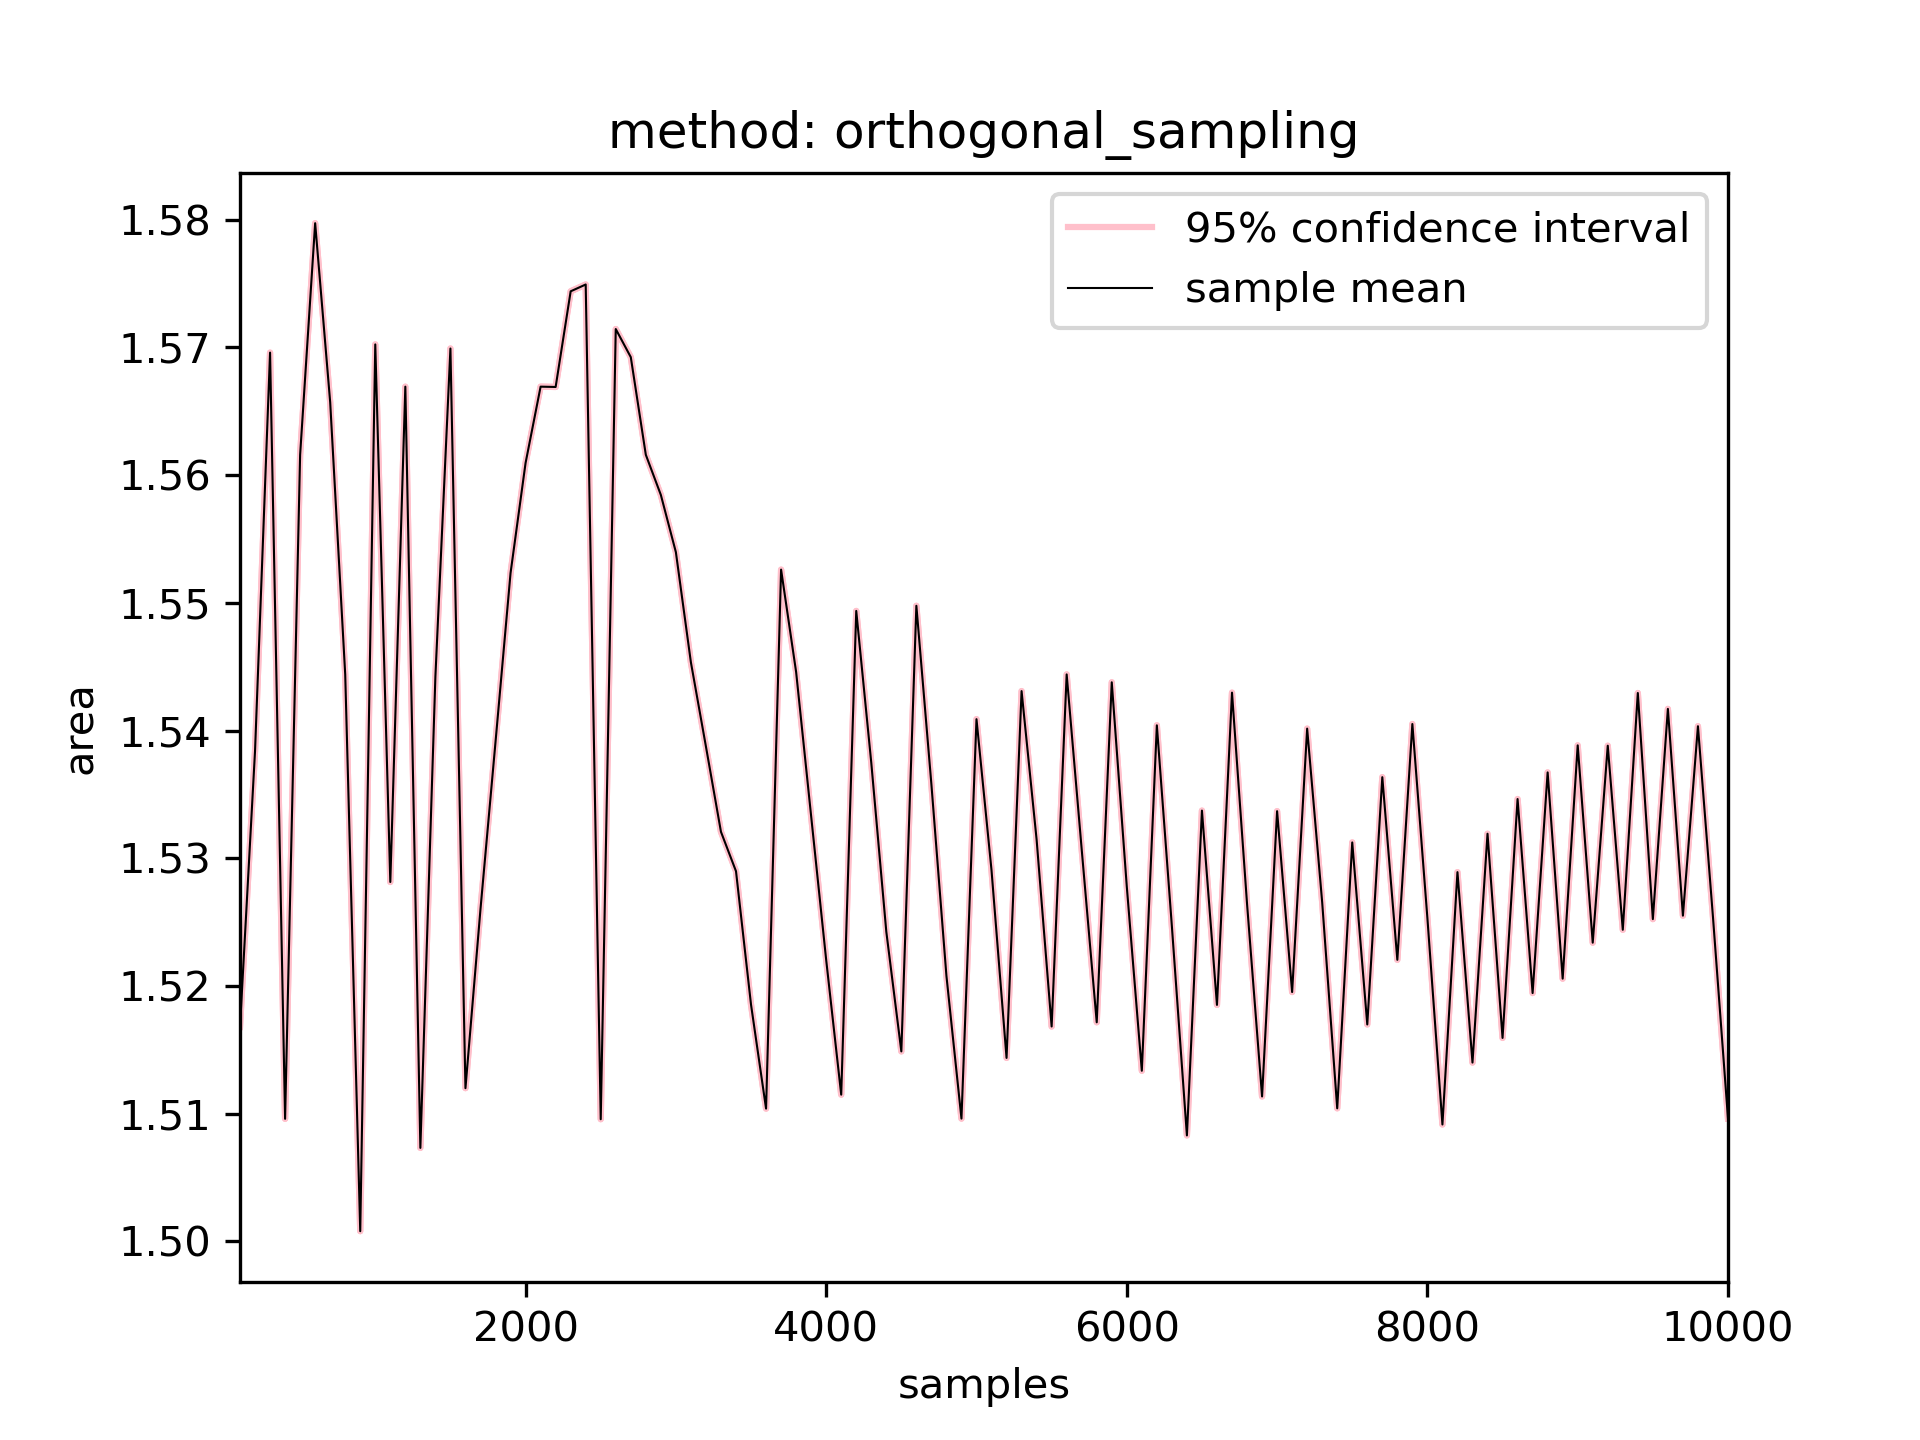 method: orthogonal_sampling
95% confidence interval
sample mean
1.58
1.57
1.56
1.55
1.54
1.53
1.52
1.51
1.50
area
2000 4000 6000 8000 10000
samples